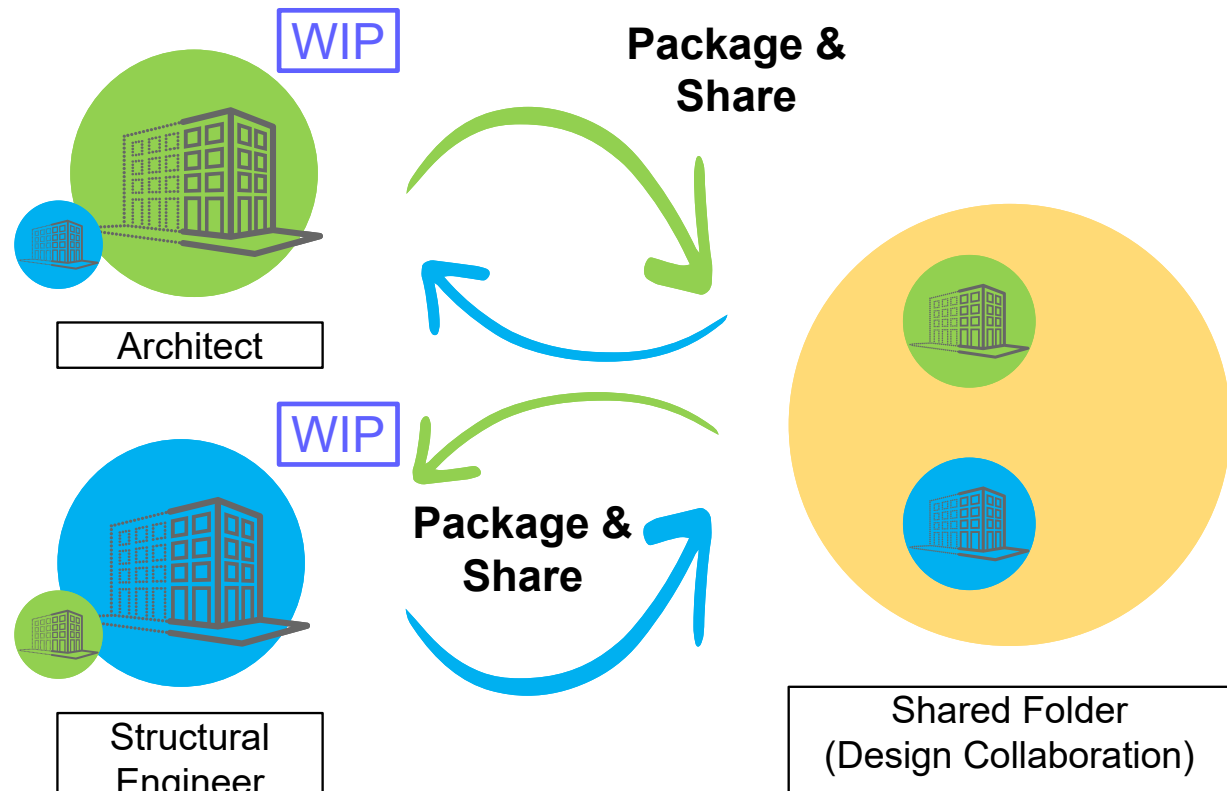 WIP
Package &
Share
Architect
WIP
Package &
Share
Structural
Engineer
Shared Folder
(Design Collaboration)